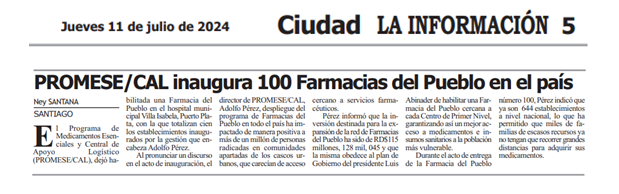 Jueves 11 de julio de 2024
Ciudad LA INFORMACIÓN 5
PROMESE/CAL inaugura 100 Farmacias del Pueblo en el país
Ney SANTANA
SANTIAGO
El Programa de
Medicamentos Esen-
ciales y Central de
Apoyo Logístico
(PROMESE/CAL), dejó ha-
bilitada una Farmacia del
Pueblo en el hospital muni-
cipal Villa Isabela, Puerto Pla-
ta, con la que totalizan cien
los establecimientos inaugu-
rados por la gestión que en-
cabeza Adolfo Pérez.
Al pronunciar un discurso
en el acto de inauguración, el
director de PROMESE/CAL,
Adolfo Pérez, despliegue del
programa de Farmacias del
Pueblo en todo el país ha im-
pactado de manera positiva a
más de un millón de personas
radicadas en comunidades
apartadas de los cascos urba-
nos, que carecían de acceso
cercano a servicios farma-
céuticos.
Pérez informó que la in-
versión destinada para la ex-
pansión de la red de Farmacias
del Pueblo ha sido de RD$115
millones, 128 mil, 045 y que
la misma obedece al plan de
Gobierno del presidente Luis
Abinader de habilitar una Far-
macia del Pueblo cercana a
cada Centro de Primer Nivel,
garantizando así un mejor ac-
ceso a medicamentos e in-
sumos sanitarios a la población
más vulnerable.
Durante el acto de entrega
de la Farmacia del Pueblo
número 100, Pérez indicó que
ya son 644 establecimientos
a nivel nacional, lo que ha
permitido que miles de fami-
lias de escasos recursos ya
no tengan que recorrer grandes
distancias para adquirir sus
medicamentos.